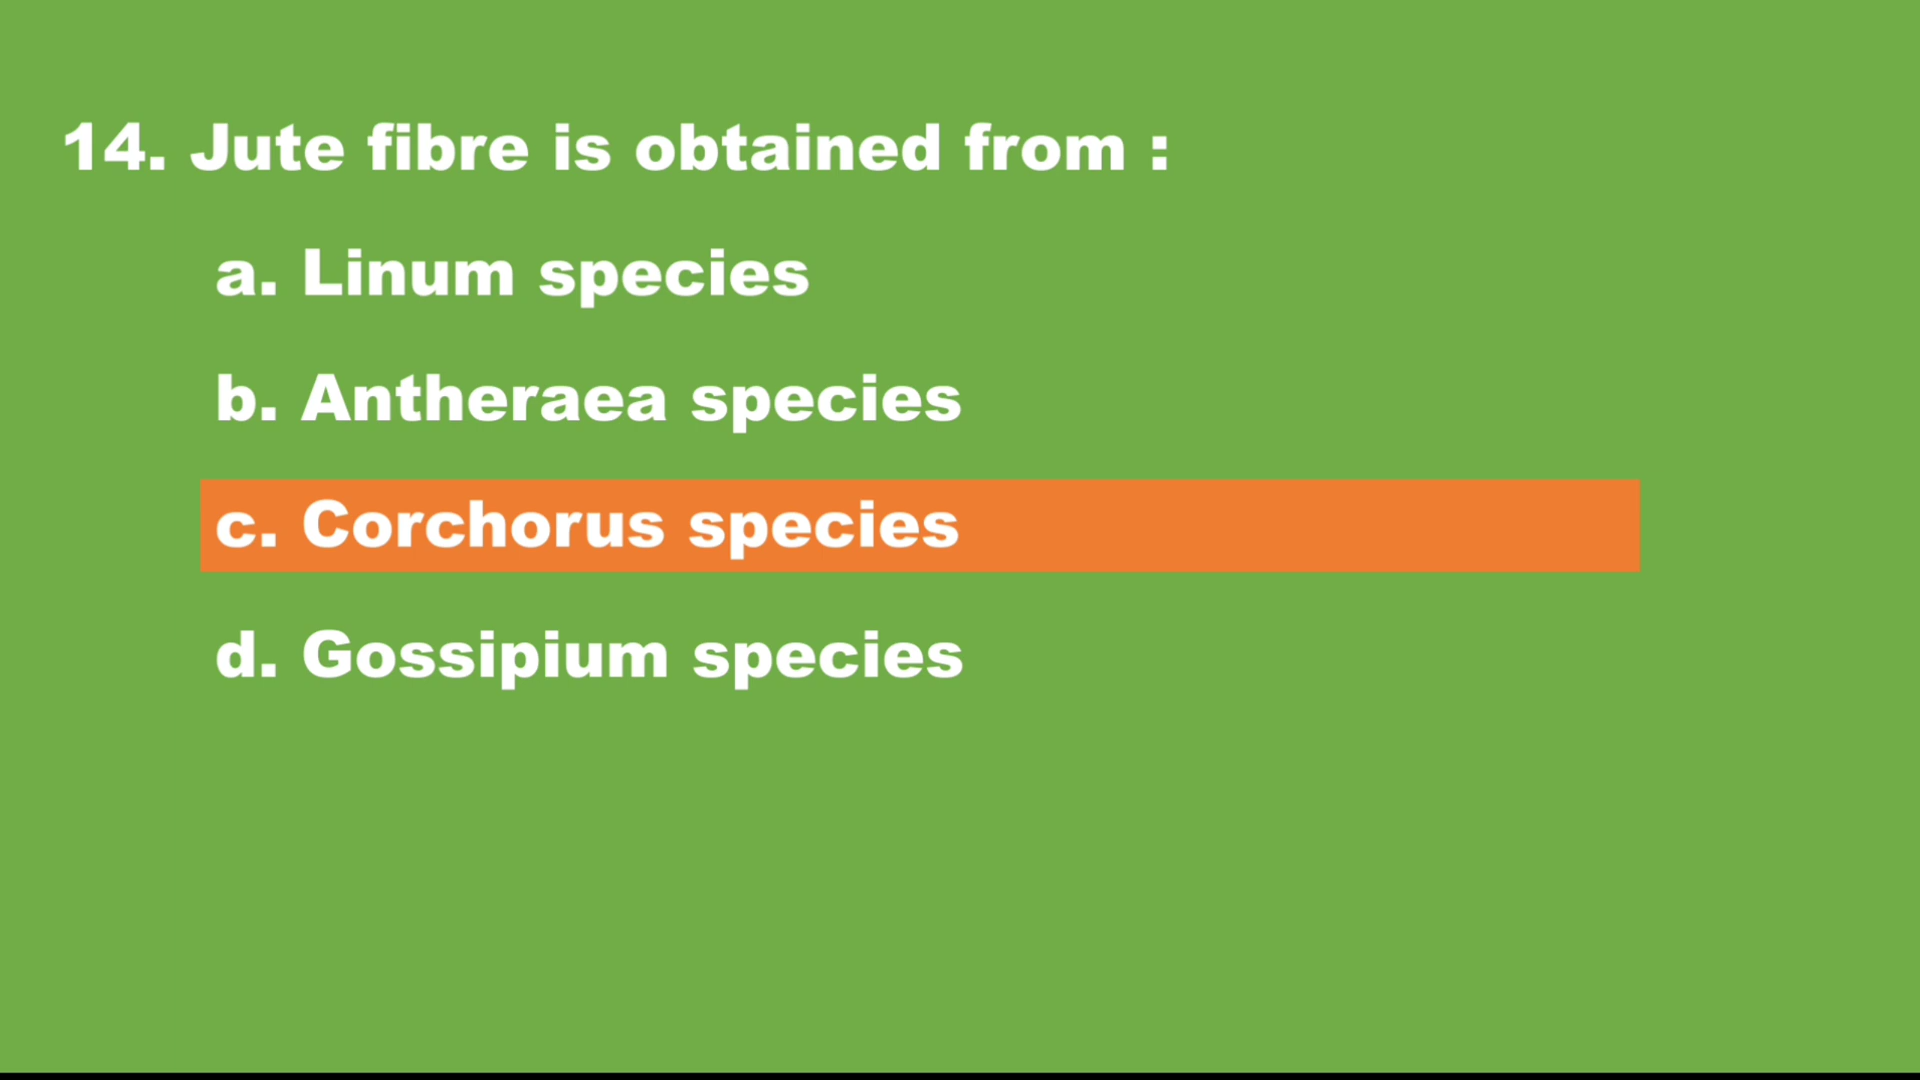 14. Jute fibre is obtained from :
a. Linum species
b. Antheraea species
c. Corchorus species
d. Gossipium species